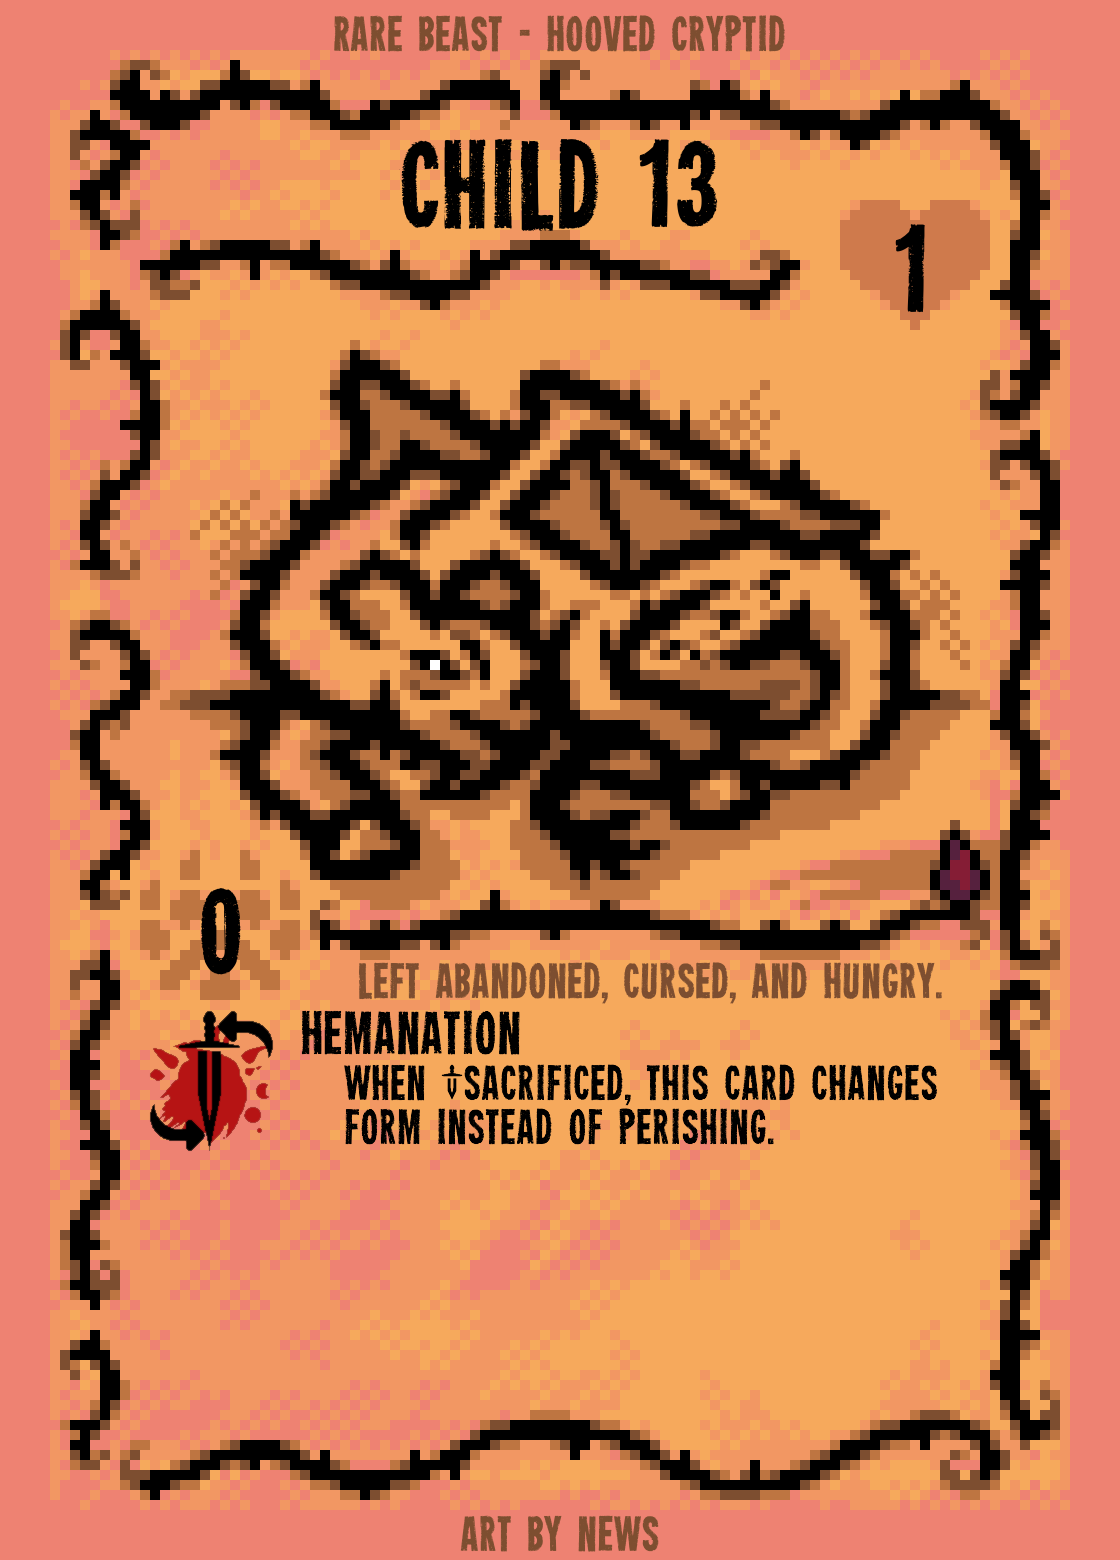 RARE BEAST - HOOVED CRYPTID
CHILD 13
1
0
LEFT ABANDONED, CURSED, AND HUNGRY.
HEMANATION
WHEN SACRIFICED, THIS CARD CHANGES
FORM INSTEAD OF PERISHING.
ART BY NEWS